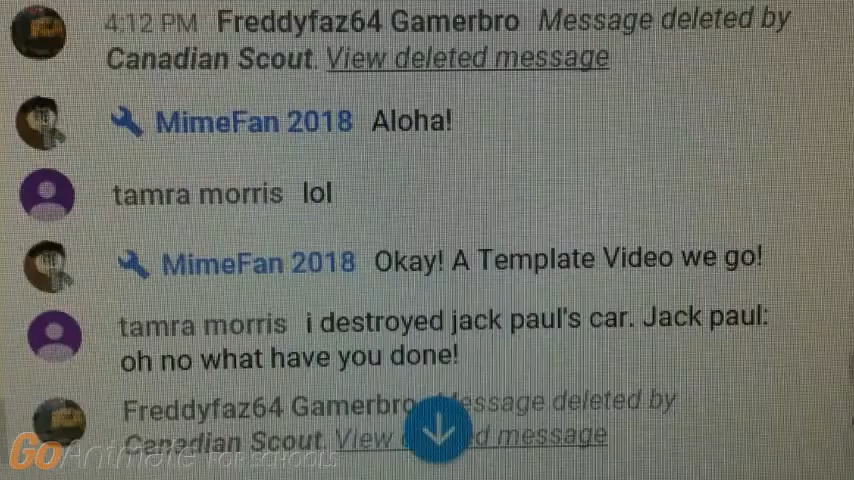 4:12 PM Freddyfaz64 Gamerbro Message deleted by
Canadian Scout. View deleted message
MimeFan 2018 Aloha!
tamra morris lol
MimeFan 2018 Okay! A Template Video we go!
tamra morris i destroyed jack paul's car. Jack paul:
oh no what have you done!
Freddyfaz64 Gamerbro Message deleted by
Canadian Scout. View message
GoAnimate FOR SCHOOLS